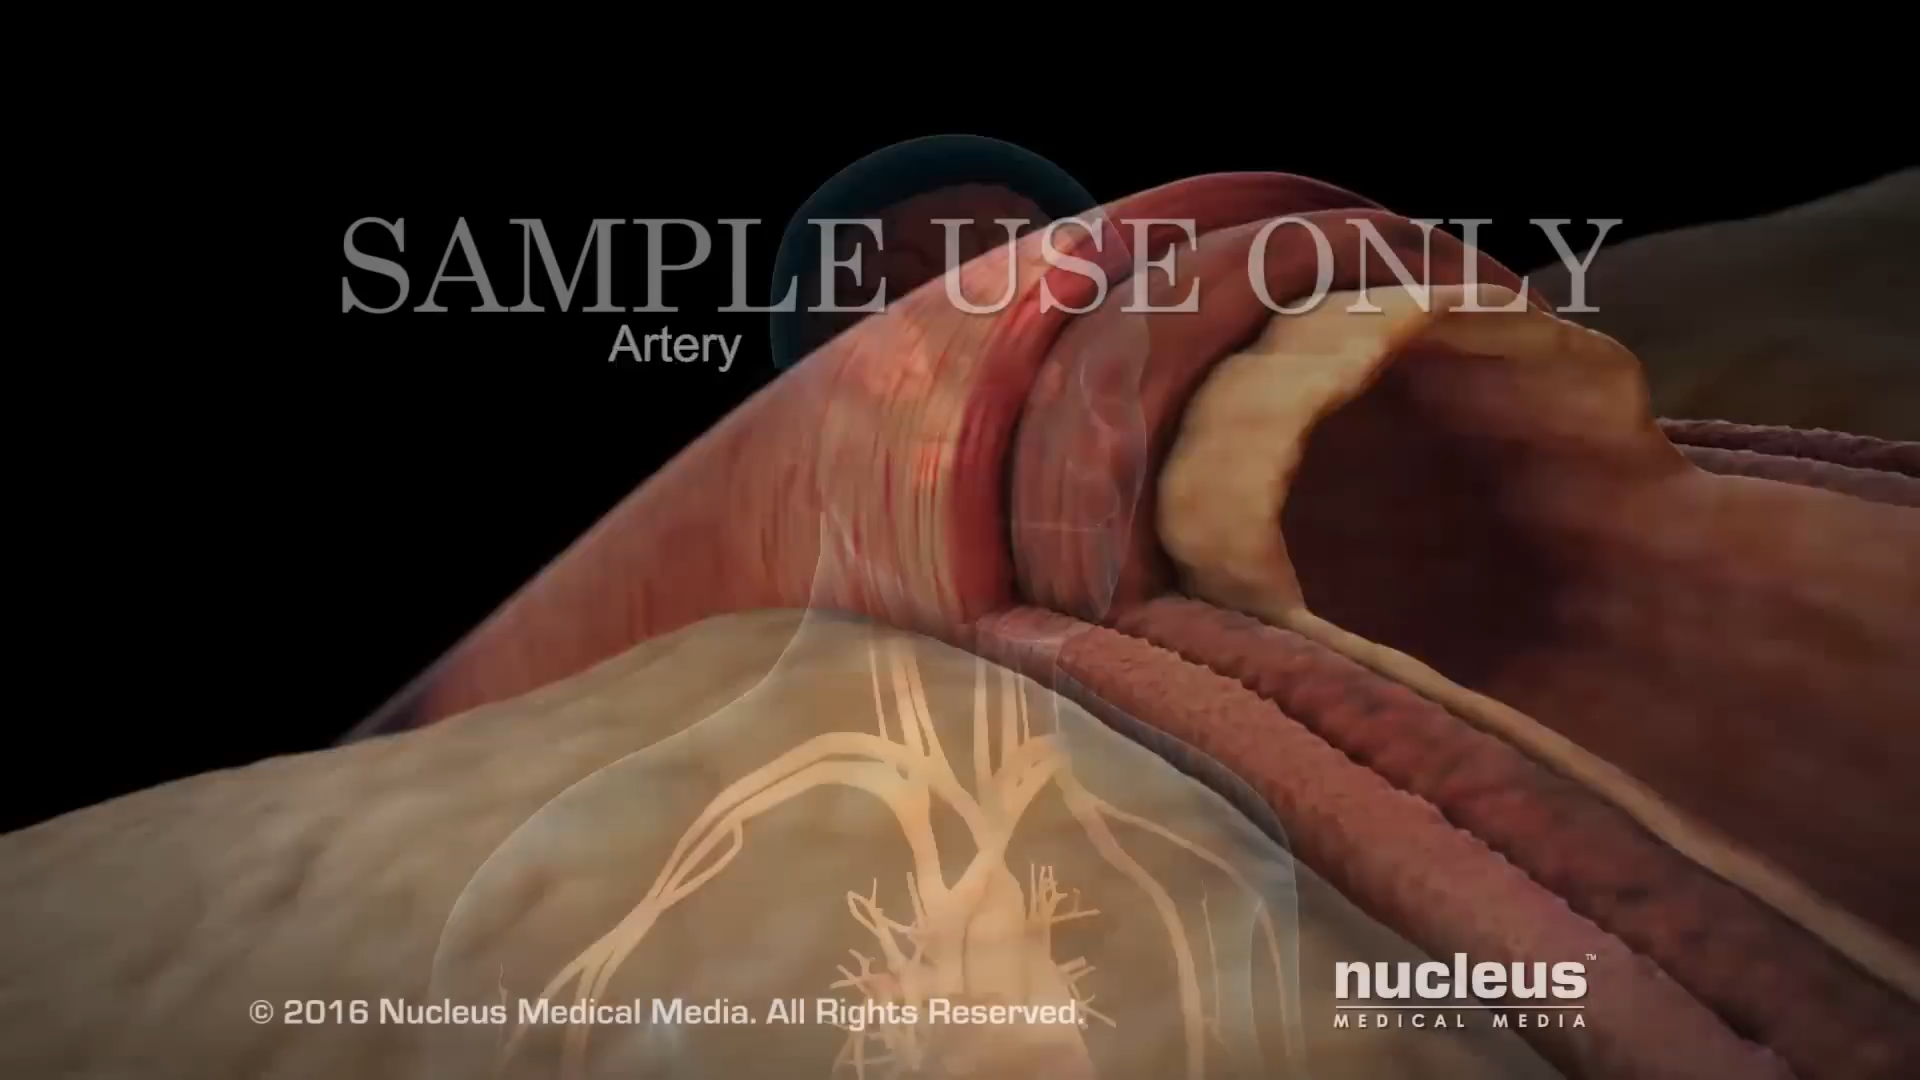 SAMPLE USE ONLY
Artery
© 2016 Nucleus Medical Media. All Rights Reserved.
nucleus™
MEDICAL MEDIA